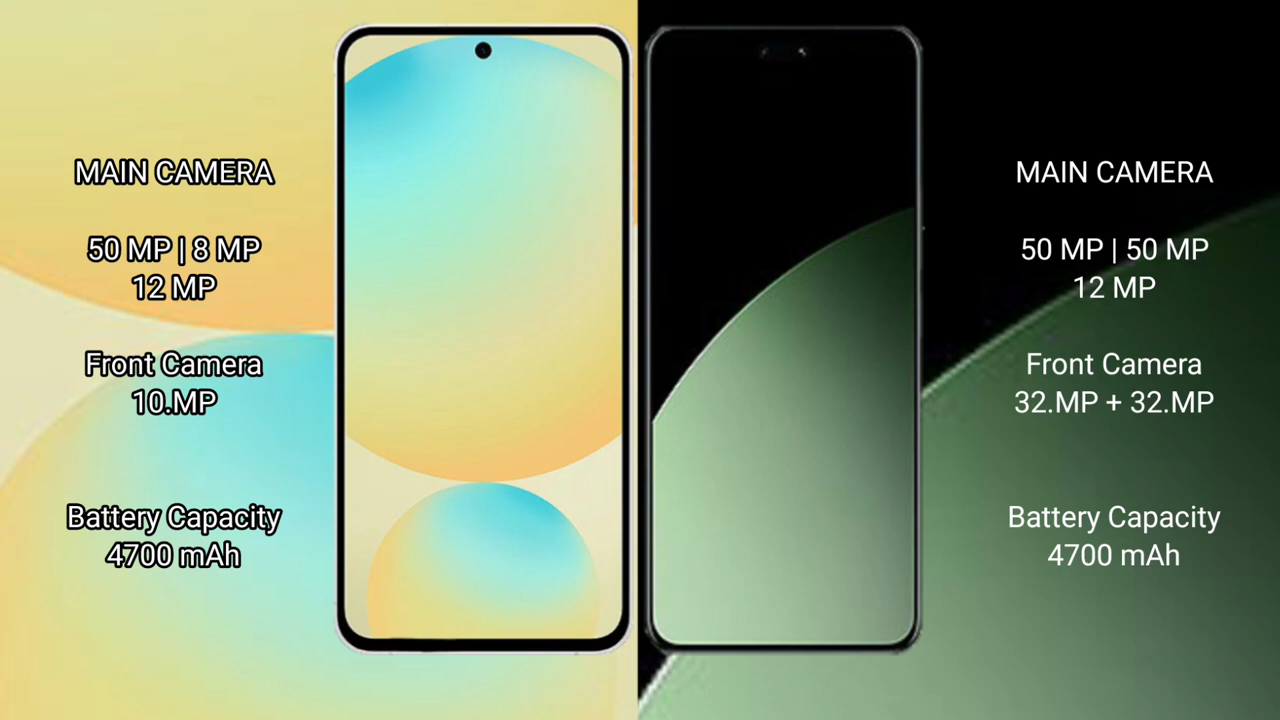 MAIN CAMERA
50 MP | 8 MP
12 MP
Front Camera
10.MP
Battery Capacity
4700 mAh
MAIN CAMERA
50 MP | 50 MP
12 MP
Front Camera
32.MP + 32.MP
Battery Capacity
4700 mAh